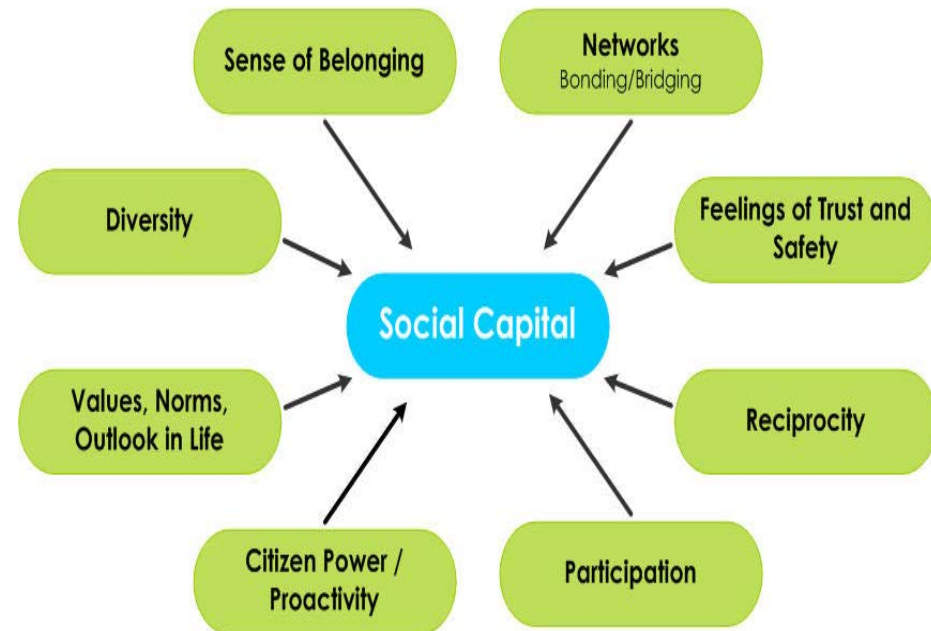 Sense of Belonging
Networks
Bonding/Bridging
Diversity
Feelings of Trust and
Safety
Social Capital
Values, Norms,
Outlook in Life
Reciprocity
Citizen Power /
Proactivity
Participation